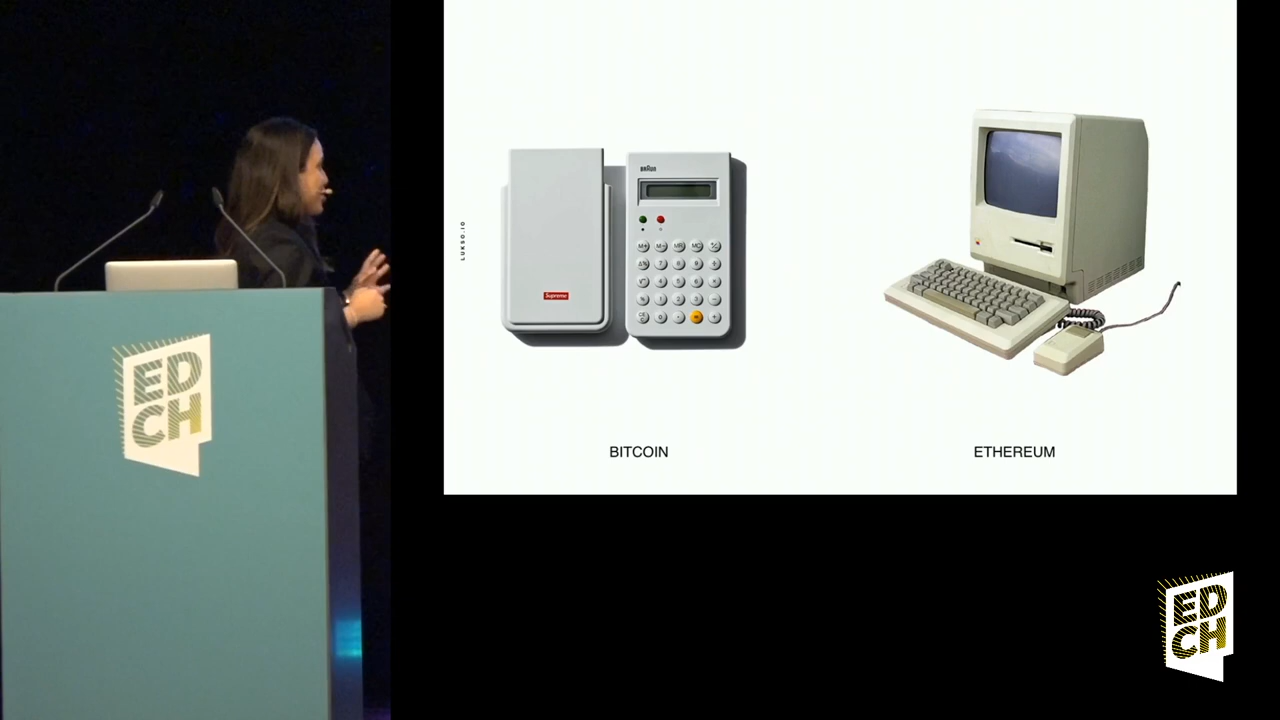 LUKSO.IO
BRAUN
Supreme
BITCOIN
ETHEREUM
ED
CH
ED
CH